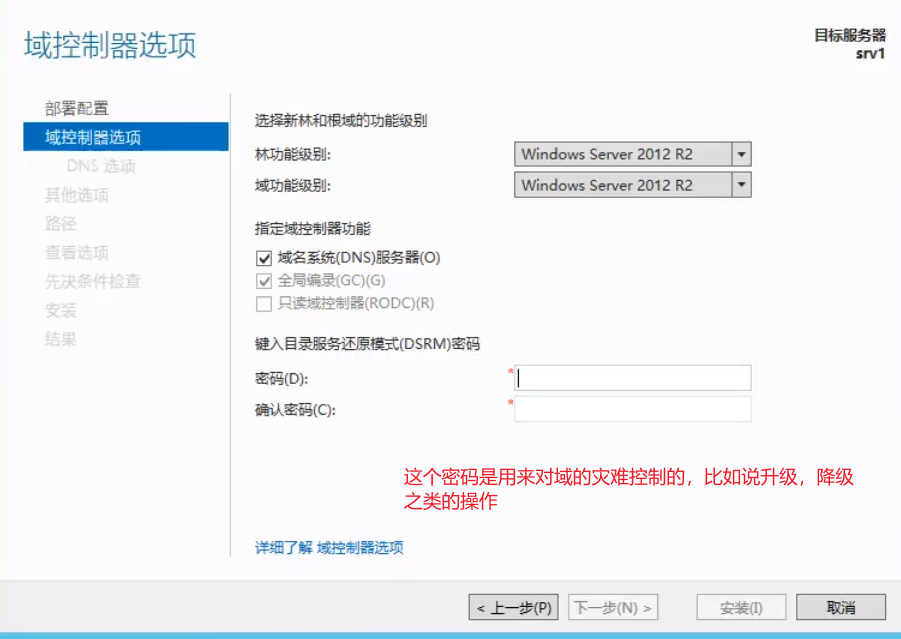 域控制器选项
目标服务器
srv1
部署配置
域控制器选项
DNS 选项
其他选项
路径
查看选项
先决条件检查
安装
结果
选择新林和根域的功能级别
林功能级别: Windows Server 2012 R2
域功能级别: Windows Server 2012 R2
指定域控制器功能
域名系统(DNS)服务器(O)
全局编录(GC)(G)
只读域控制器(RODC)(R)
键入目录服务还原模式(DSRM)密码
密码(D): *
确认密码(C): *
这个密码是用来对域的灾难控制的，比如说升级，降级
之类的操作
详细了解 域控制器选项
< 上一步(P) 下一步(N) > 安装(I) 取消